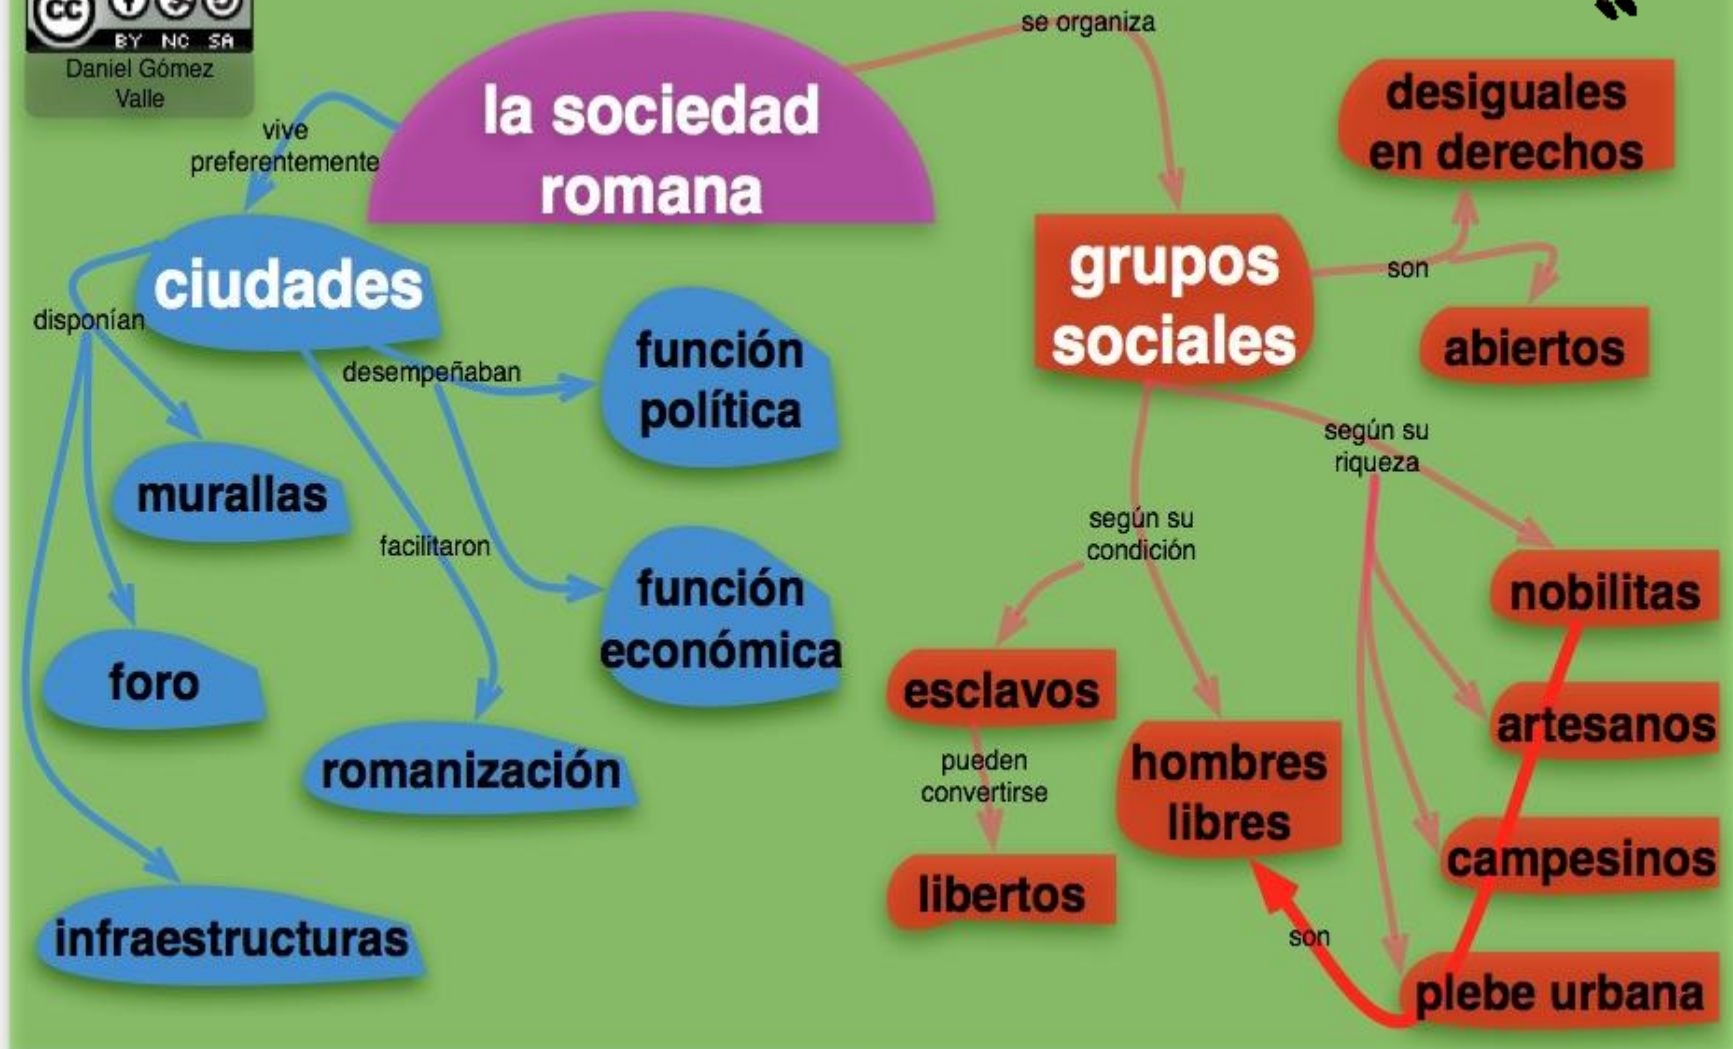 cc
BY NC SA
Daniel Gómez
Valle
la sociedad
romana
se organiza
vive
preferentemente
ciudades
disponían
murallas
foro
infraestructuras
desempeñaban
función
política
función
económica
facilitaron
romanización
grupos
sociales
son
desiguales
en derechos
abiertos
según su
condición
esclavos
pueden
convertirse
libertos
hombres
libres
según su
riqueza
nobilitas
artesanos
campesinos
plebe urbana
son